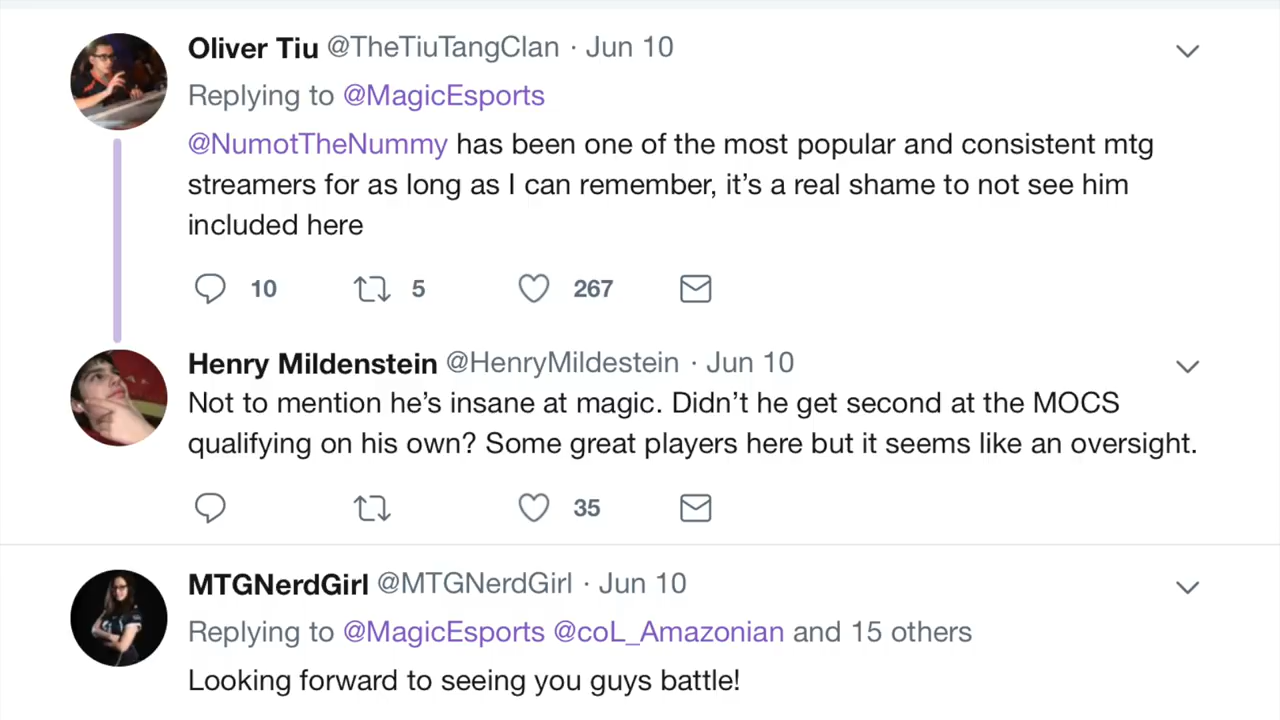 Oliver Tiu @TheTiuTangClan · Jun 10
Replying to @MagicEsports
@NumotTheNummy has been one of the most popular and consistent mtg
streamers for as long as I can remember, it’s a real shame to not see him
included here
10 5 267
Henry Mildenstein @HenryMildestein · Jun 10
Not to mention he’s insane at magic. Didn’t he get second at the MOCS
qualifying on his own? Some great players here but it seems like an oversight.
35
MTGNerdGirl @MTGNerdGirl · Jun 10
Replying to @MagicEsports @coL_Amazonian and 15 others
Looking forward to seeing you guys battle!